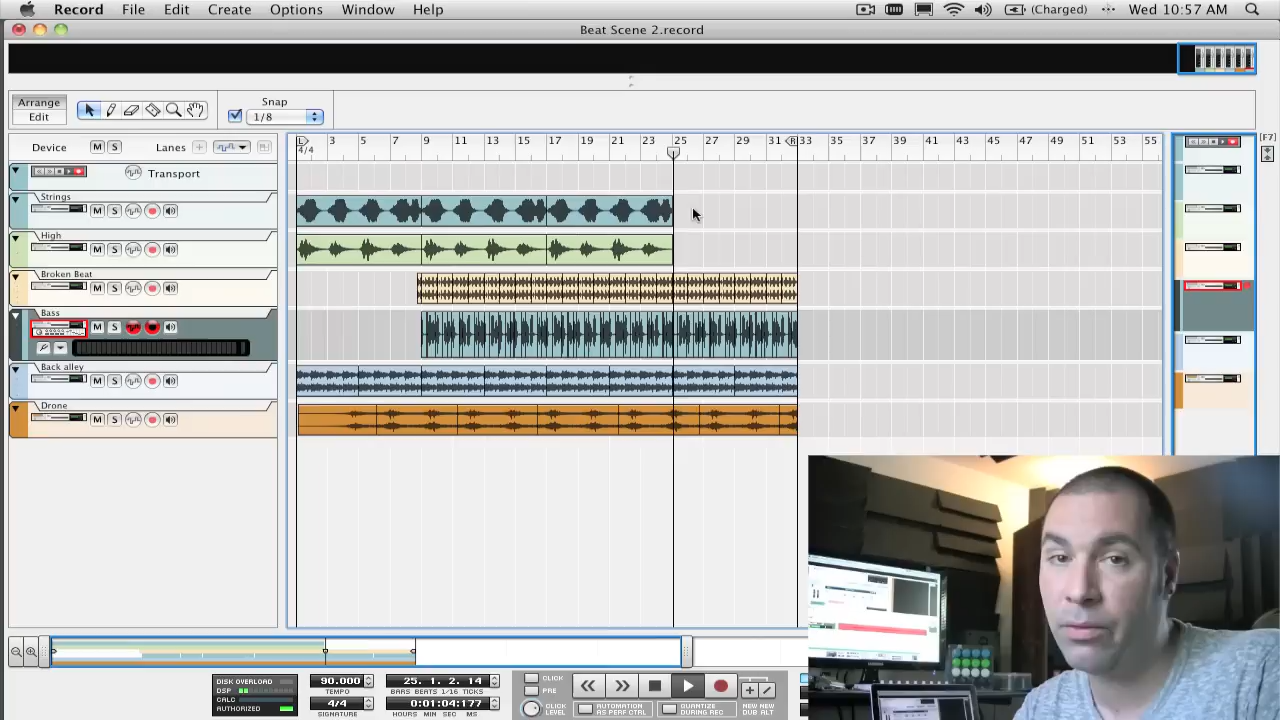 Record File Edit Create Options Window Help (Charged) Wed 10:57 AM
Beat Scene 2.record
Arrange
Edit
Snap
1/8
[F7]
Device M S Lanes
1 3 5 7 9 11 13 15 17 19 21 23 25 27 29 31 R 33 35 37 39 41 43 45 47 49 51 53 55
4/4
Transport
Strings
M S
High
M S
Broken Beat
M S
Bass
M S
Back alley
M S
Drone
M S
DISK OVERLOAD
DSP
CALC
AUTHORIZED
90.000
TEMPO
4/4
SIGNATURE
25. 1. 2. 14
BARS BEATS 1/16 TICKS
0:01:04:177
HOURS MIN SEC MS
CLICK
PRE
CLICK LEVEL
AUTOMATION AS PERF CTRL
QUANTIZE DURING REC
NEW DUB
NEW ALT